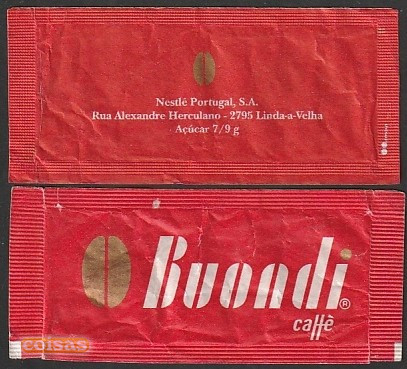 Nestlé Portugal, S.A.
Rua Alexandre Herculano - 2795 Linda-a-Velha
Açúcar 7/9 g
Buondi®
caffè
coisas